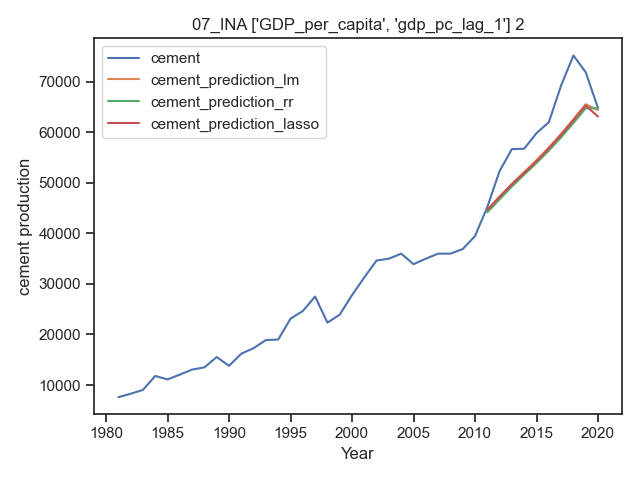 07_INA ['GDP_per_capita', 'gdp_pc_lag_1'] 2
cement
cement_prediction_lm
cement_prediction_rr
cement_prediction_lasso
cement production
70000
60000
50000
40000
30000
20000
10000
1980 1985 1990 1995 2000 2005 2010 2015 2020
Year